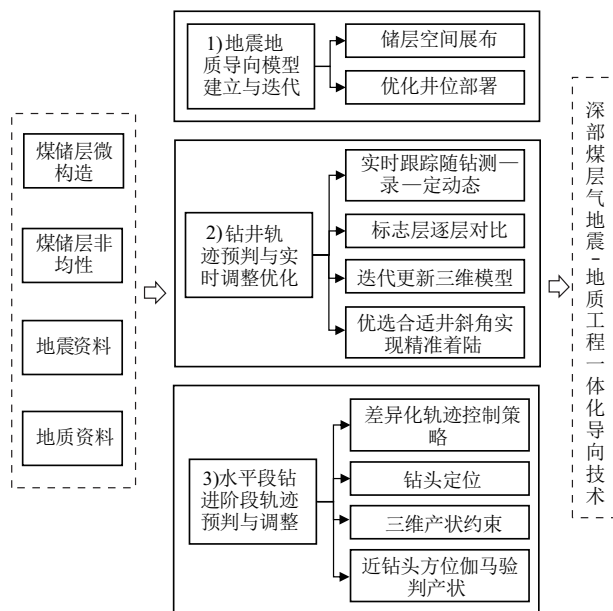 煤储层微
构造
煤储层非
均性
地震资料
地质资料
1)地震地
质导向模型
建立与迭代
储层空间展布
优化井位部署
2)钻井轨
迹预判与实
时调整优化
实时跟踪随钻测—
录—定动态
标志层逐层对比
迭代更新三维模型
优选合适井斜角实
现精准着陆
3)水平段钻
进阶段轨迹
预判与调整
差异化轨迹控制策
略
钻头定位
三维产状约束
近钻头方位伽马验
判产状
深部煤层气地震-地质工程一体化导向技术